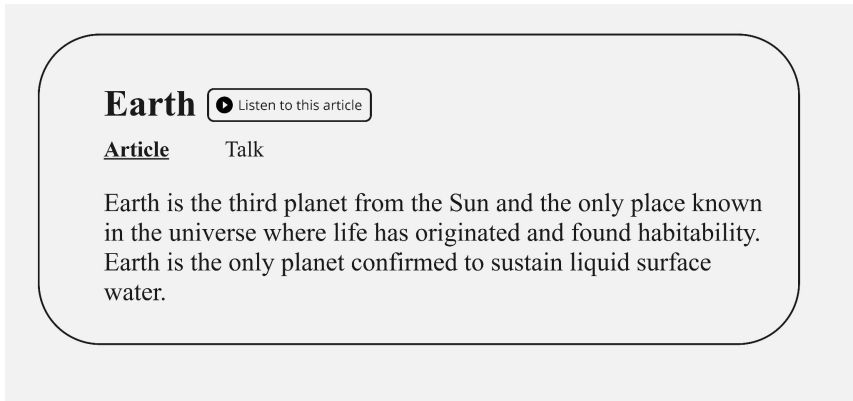 Earth Listen to this article
Article Talk
Earth is the third planet from the Sun and the only place known
in the universe where life has originated and found habitability.
Earth is the only planet confirmed to sustain liquid surface
water.